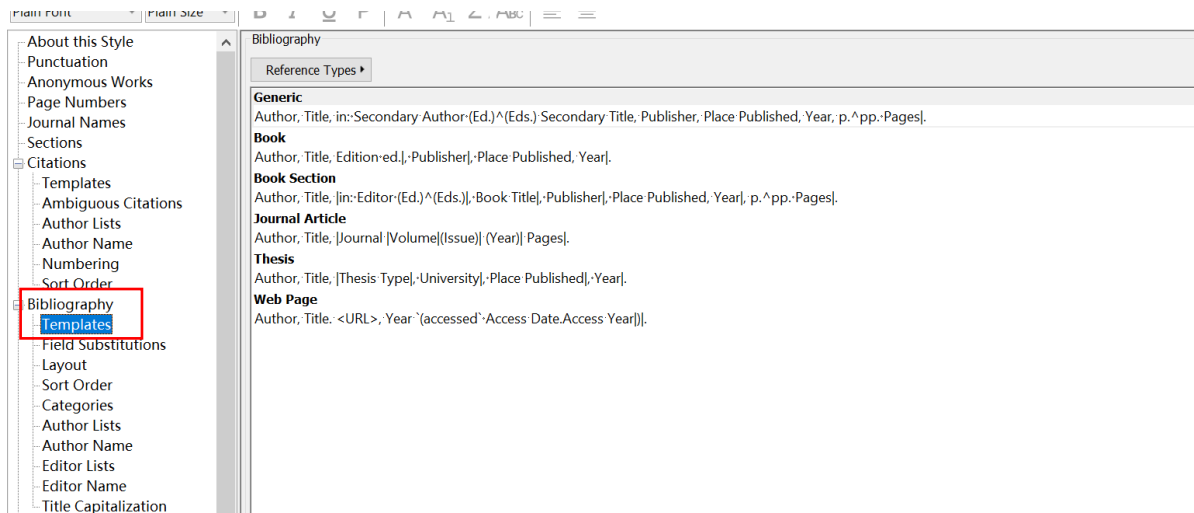 Plain Font Plain Size B I U P A A1 Σ . ABC
About this Style
Punctuation
Anonymous Works
Page Numbers
Journal Names
Sections
Citations
Templates
Ambiguous Citations
Author Lists
Author Name
Numbering
Sort Order
Bibliography
Templates
Field Substitutions
Layout
Sort Order
Categories
Author Lists
Author Name
Editor Lists
Editor Name
Title Capitalization
Bibliography
Reference Types
Generic
Author,·Title,·in:·Secondary·Author·(Ed.)^(Eds.)·Secondary·Title,·Publisher,·Place·Published,·Year,·p.^pp.·Pages|.
Book
Author,·Title,·Edition·ed.|,·Publisher|,·Place·Published,·Year|.
Book Section
Author,·Title,·|in:·Editor·(Ed.)^(Eds.)|,·Book·Title|,·Publisher|,·Place·Published,·Year|,·p.^pp.·Pages|.
Journal Article
Author,·Title,·|Journal·|Volume|(Issue)|·(Year)|·Pages|.
Thesis
Author,·Title,·|Thesis·Type|,·University|,·Place·Published|,·Year|.
Web Page
Author,·Title.·<URL>,·Year·`(accessed`·Access·Date.Access·Year|)|.